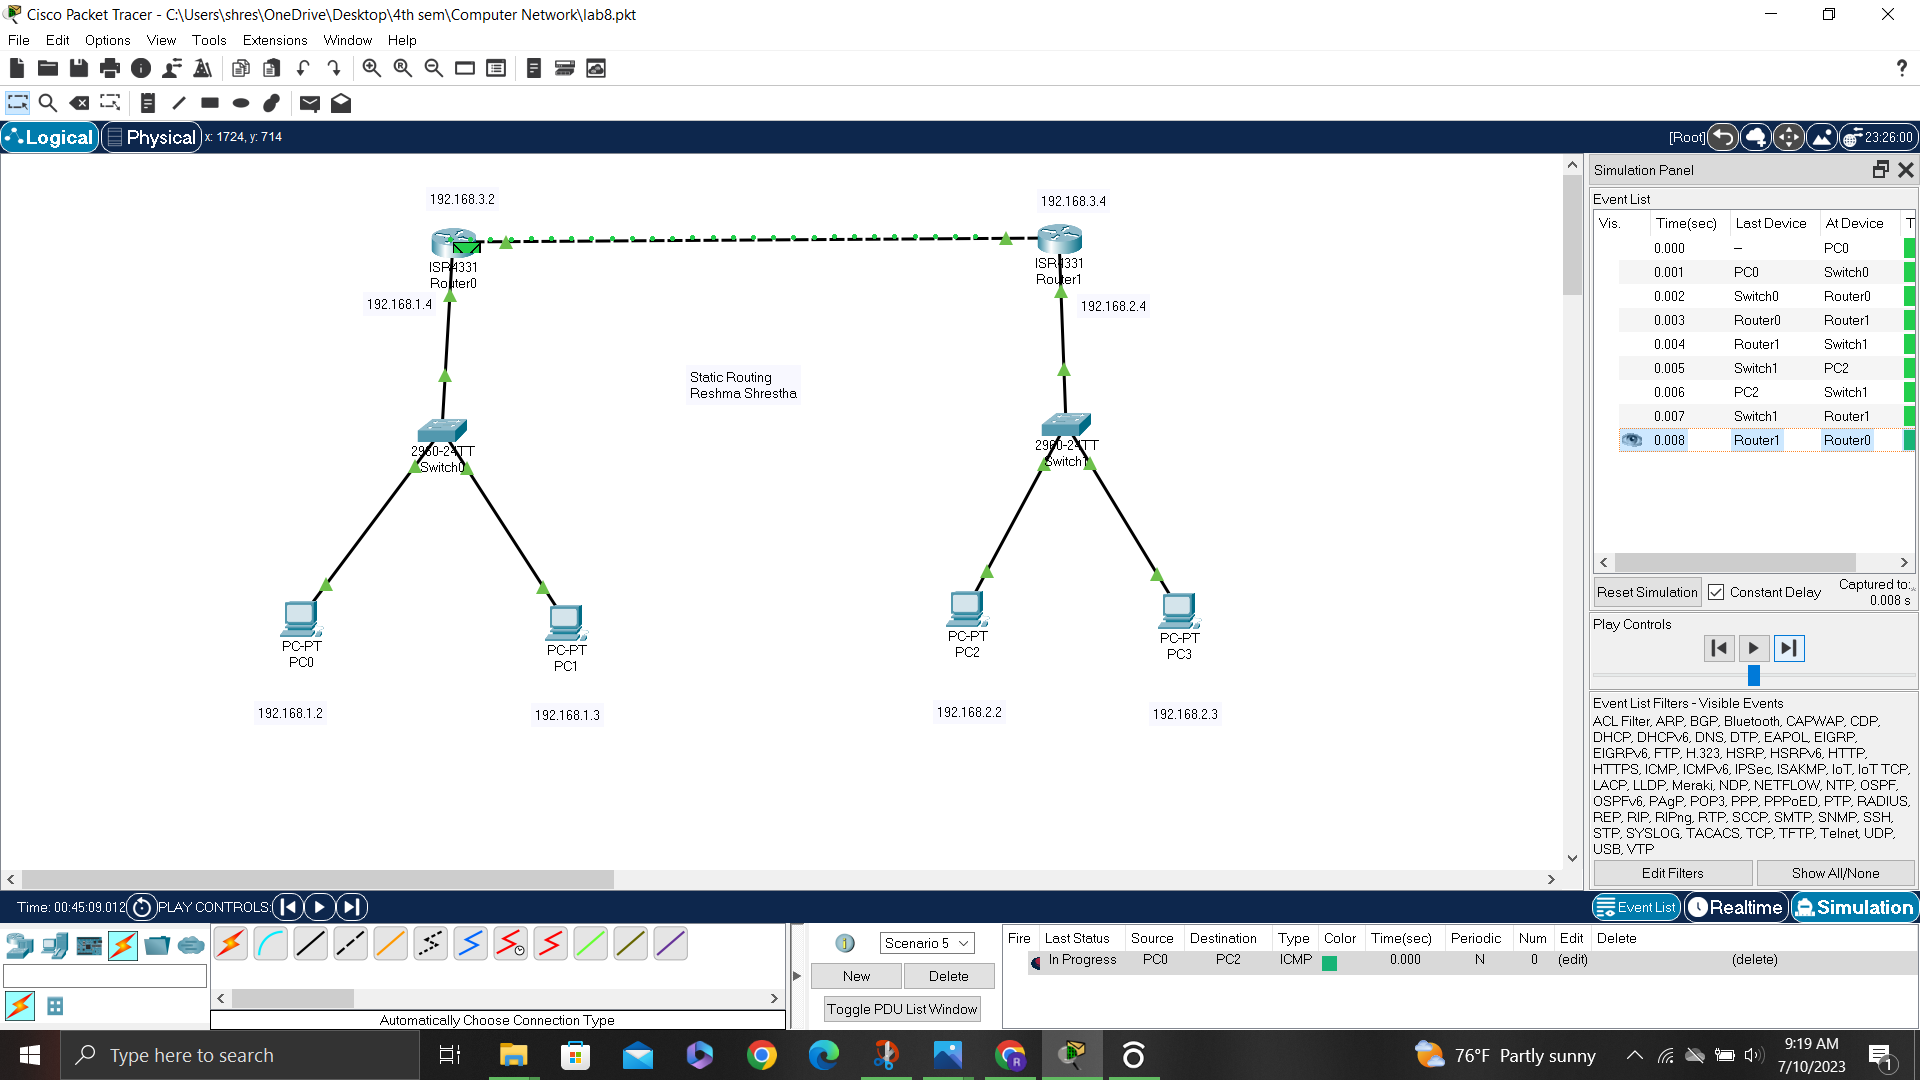 Cisco Packet Tracer - C:\Users\shres\OneDrive\Desktop\4th sem\Computer Network\lab8.pkt
File Edit Options View Tools Extensions Window Help
Logical Physical x: 1724, y: 714 [Root] 23:26:00
192.168.3.2
192.168.3.4
ISR4331
Router0
ISR4331
Router1
192.168.1.4
192.168.2.4
Static Routing
Reshma Shrestha
2960-24TT
Switch0
2960-24TT
Switch1
PC-PT
PC0
PC-PT
PC1
PC-PT
PC2
PC-PT
PC3
192.168.1.2
192.168.1.3
192.168.2.2
192.168.2.3
Simulation Panel
Event List
Vis. Time(sec) Last Device At Device T
0.000 -- PC0
0.001 PC0 Switch0
0.002 Switch0 Router0
0.003 Router0 Router1
0.004 Router1 Switch1
0.005 Switch1 PC2
0.006 PC2 Switch1
0.007 Switch1 Router1
0.008 Router1 Router0
Reset Simulation Constant Delay Captured to:
0.008 s
Play Controls
Event List Filters - Visible Events
ACL Filter, ARP, BGP, Bluetooth, CAPWAP, CDP,
DHCP, DHCPv6, DNS, DTP, EAPOL, EIGRP,
EIGRPv6, FTP, H.323, HSRP, HSRPv6, HTTP,
HTTPS, ICMP, ICMPv6, IPSec, ISAKMP, IoT, IoT TCP,
LACP, LLDP, Meraki, NDP, NETFLOW, NTP, OSPF,
OSPFv6, PAgP, POP3, PPP, PPPoED, PTP, RADIUS,
REP, RIP, RIPng, RTP, SCCP, SMTP, SNMP, SSH,
STP, SYSLOG, TACACS, TCP, TFTP, Telnet, UDP,
USB, VTP
Edit Filters Show All/None
Time: 00:45:09.012 PLAY CONTROLS: Event List Realtime Simulation
Automatically Choose Connection Type
1 Scenario 5
New Delete
Toggle PDU List Window
Fire Last Status Source Destination Type Color Time(sec) Periodic Num Edit Delete
In Progress PC0 PC2 ICMP 0.000 N 0 (edit) (delete)
Type here to search
76°F Partly sunny
9:19 AM
7/10/2023
1